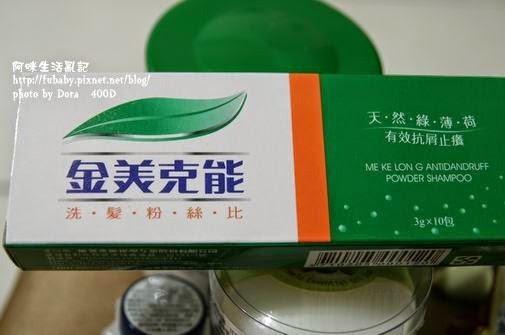 阿咪生活亂記
http://fubaby.pixnet.net/blog/
photo by Dora 400D
金美克能
洗・髮・粉・絲・比
天・然・綠・薄・荷
有效抗屑止癢
ME KE LON G ANTIDANDRUFF
POWDER SHAMPOO
3g×10包